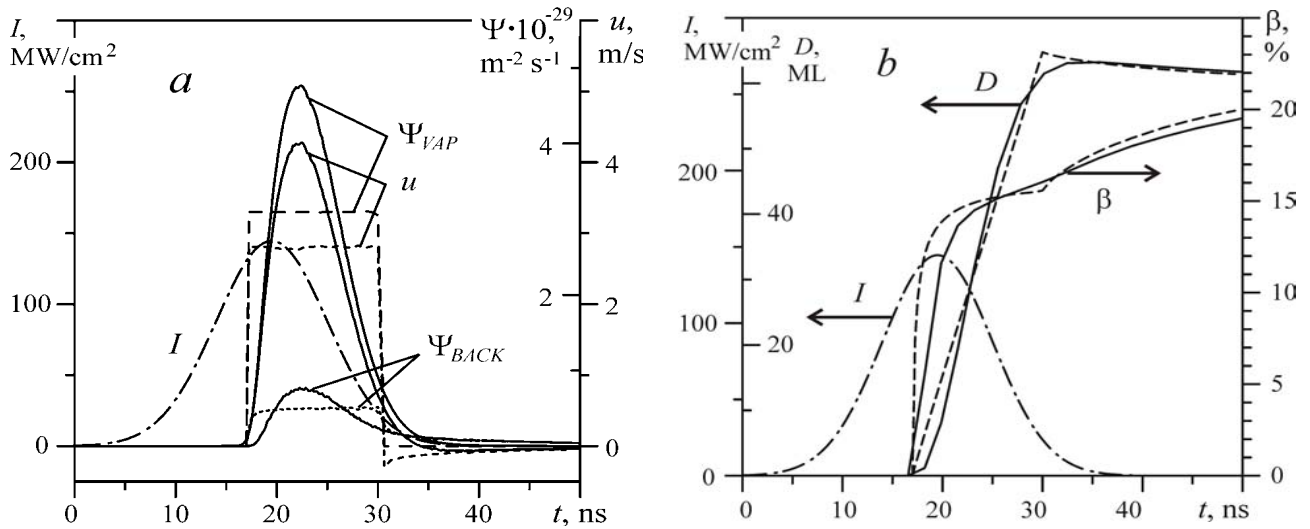 I,
MW/cm²
Ψ·10,⁻²⁹
m⁻² s⁻¹
u,
m/s
a
Ψ_VAP
u
I
Ψ_BACK
200
100
0
4
2
0
4
2
0
0 10 20 30 t, ns
I,
MW/cm²
D,
ML
b
β,
%
D
β
I
200
100
0
40
20
20
15
10
5
0
0 10 20 30 40 t, ns